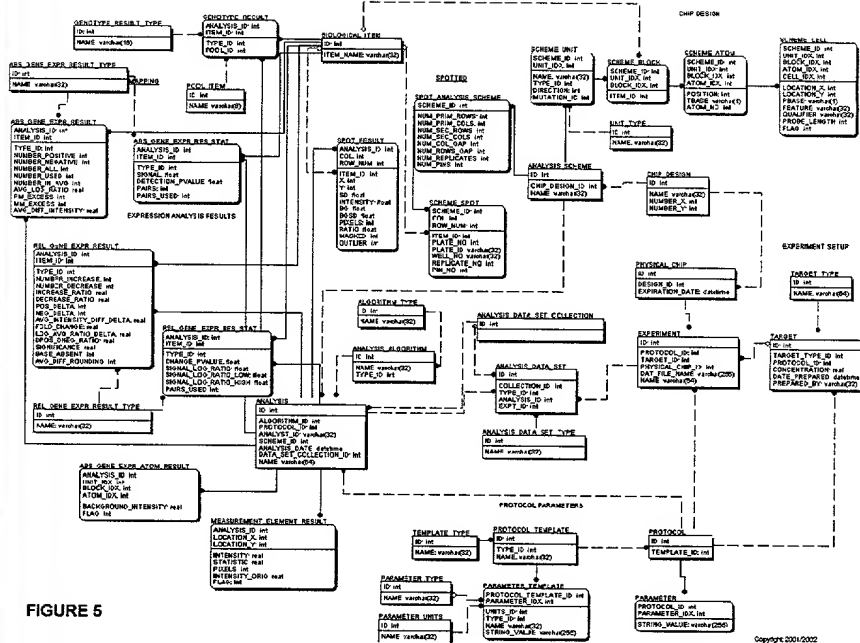 CHIP DESIGN
GENOTYPE_RESULT_TYPE
ID: int
NAME: varchar(16)
GENOTYPE_RESULT
ANALYSIS_ID: int
ITEM_ID: int
TYPE_ID: int
POOL_ID: int
BIOLOGICAL_ITEM
ID: int
ITEM_NAME: varchar(32)
POOL_ITEM
NAME: varchar(8)
ABS_GENE_EXPR_RESULT_TYPE
ID: int
NAME: varchar(32)
MAPPING
SCHEME_UNIT
SCHEME_ID: int
UNIT_IDX: int
NAME: varchar(32)
TYPE_ID: int
DIRECTION: int
SCHEME_BLOCK
SCHEME_ID: int
UNIT_IDX: int
BLOCK_IDX: int
ITEM_ID: int
SCHEME_ATOM
SCHEME_ID: int
UNIT_IDX: int
BLOCK_IDX: int
ATOM_IDX: int
POSITION: int
TBASE: varchar(1)
ATOM_NO: int
SCHEME_CELL
SCHEME_ID: int
UNIT_IDX: int
BLOCK_IDX: int
ATOM_IDX: int
CELL_IDX: int
LOCATION_X: int
LOCATION_Y: int
PBASE: varchar(1)
FEATURE: varchar(32)
QUALIFIER: varchar(32)
PROBE_LENGTH: int
FLAG: int
UNIT_TYPE
NAME: varchar(32)
SPOTTED
SPOT_ANALYSIS_SCHEME
SCHEME_ID: int
NUM_PRIM_ROWS: int
NUM_PRIM_COLS: int
NUM_SEC_ROWS: int
NUM_SEC_COLS: int
NUM_COL_GAP: int
NUM_ROWS_GAP: int
NUM_REPLICATES: int
NUM_PINS: int
ABS_GENE_EXPR_RESULT
ANALYSIS_ID: int
ITEM_ID: int
TYPE_ID: int
NUMBER_POSITIVE: int
NUMBER_NEGATIVE: int
NUMBER_ALL: int
NUMBER_USED: int
NUMBER_IN_AVG: int
AVG_LOG_RATIO: real
PM_EXCESS: int
MM_EXCESS: int
AVG_DIFF_INTENSITY: real
ABS_GENE_EXPR_RES_STAT
ANALYSIS_ID: int
ITEM_ID: int
TYPE_ID: int
SIGNAL: float
DETECTION_PVALUE: float
PAIRS: int
PAIRS_USED: int
EXPRESSION ANALYSIS RESULTS
SPOT_RESULT
ANALYSIS_ID: int
COL: int
ROW_NUM: int
ITEM_ID: int
X: int
Y: int
SD: float
INTENSITY: float
BG: float
BGSD: float
PIXELS: int
RATIO: float
MASKED: int
OUTLIER: int
SCHEME_SPOT
SCHEME_ID: int
COL: int
ROW_NUM: int
ITEM_ID: int
PLATE_NO: int
PLATE_ID: varchar(32)
WELL_NO: varchar(32)
REPLICATE_NO: int
PIN_NO: int
ANALYSIS_SCHEME
ID: int
CHIP_DESIGN_ID: int
NAME: varchar(32)
CHIP_DESIGN
ID: int
NAME: varchar(32)
NUMBER_X: int
NUMBER_Y: int
EXPERIMENT SETUP
REL_GENE_EXPR_RESULT
ANALYSIS_ID: int
ITEM_ID: int
TYPE_ID: int
NUMBER_INCREASE: int
NUMBER_DECREASE: int
INCREASE_RATIO: real
DECREASE_RATIO: real
POS_DELTA: int
NEG_DELTA: int
AVG_INTENSITY_DIFF_DELTA: real
FOLD_CHANGE: real
LOG_AVG_RATIO_DELTA: real
DPOS_DNEG_RATIO: real
SIGNIFICANCE: real
BASE_ABSENT: int
AVG_DIFF_ROUNDING: int
PHYSICAL_CHIP
ID: int
DESIGN_ID: int
EXPIRATION_DATE: datetime
TARGET_TYPE
ID: int
NAME: varchar(64)
ALGORITHM_TYPE
ID: int
NAME: varchar(32)
REL_GENE_EXPR_RES_STAT
ANALYSIS_ID: int
ITEM_ID: int
TYPE_ID: int
CHANGE_PVALUE: float
SIGNAL_LOG_RATIO: float
SIGNAL_LOG_RATIO_LOW: float
SIGNAL_LOG_RATIO_HIGH: float
PAIRS_USED: int
ANALYSIS_ALGORITHM
NAME: varchar(32)
TYPE_ID: int
ANALYSIS_DATA_SET_COLLECTION
ID: int
ANALYSIS_DATA_SET
ID: int
COLLECTION_ID: int
TYPE_ID: int
ANALYSIS_ID: int
EXPT_ID: int
EXPERIMENT
ID: int
PROTOCOL_ID: int
TARGET_ID: int
PHYSICAL_CHIP_ID: int
DAT_FILE_NAME: varchar(255)
NAME: varchar(64)
TARGET
ID: int
TARGET_TYPE_ID: int
PROTOCOL_ID: int
CONCENTRATION: real
DATE_PREPARED: datetime
PREPARED_BY: varchar(32)
REL_GENE_EXPR_RESULT_TYPE
ID: int
NAME: varchar(32)
ANALYSIS
ID: int
ALGORITHM_ID: int
PROTOCOL_ID: int
ANALYST_ID: varchar(32)
SCHEME_ID: int
ANALYSIS_DATE: datetime
DATA_SET_COLLECTION_ID: int
NAME: varchar(64)
ANALYSIS_DATA_SET_TYPE
ID: int
NAME: varchar(32)
ABS_GENE_EXPR_ATOM_RESULT
ANALYSIS_ID: int
UNIT_IDX: int
BLOCK_IDX: int
ATOM_IDX: int
BACKGROUND_INTENSITY: real
FLAG: int
PROTOCOL PARAMETERS
MEASUREMENT_ELEMENT_RESULT
ANALYSIS_ID: int
LOCATION_X: int
LOCATION_Y: int
INTENSITY: real
STATISTIC: real
PIXELS: int
INTENSITY_ORIG: real
FLAG: int
TEMPLATE_TYPE
ID: int
NAME: varchar(32)
PROTOCOL_TEMPLATE
ID: int
TYPE_ID: int
NAME: varchar(32)
PROTOCOL
ID: int
TEMPLATE_ID: int
PARAMETER_TYPE
ID: int
NAME: varchar(32)
PARAMETER_TEMPLATE
PROTOCOL_TEMPLATE_ID: int
PARAMETER_IDX: int
UNITS_ID: int
TYPE_ID: int
NAME: varchar(32)
STRING_VALUE: varchar(255)
PARAMETER
PROTOCOL_ID: int
PARAMETER_IDX: int
STRING_VALUE: varchar(255)
PARAMETER_UNITS
ID: int
NAME: varchar(32)
FIGURE 5
Copyright 2001/2002